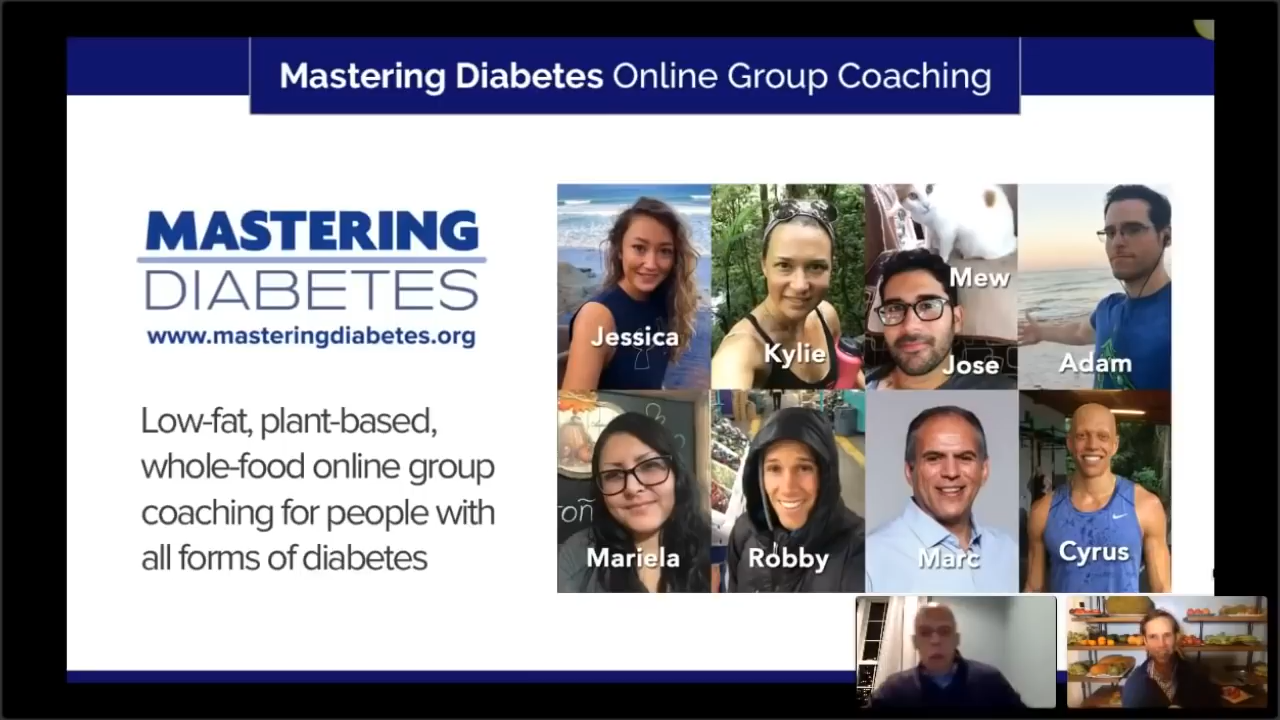 Mastering Diabetes Online Group Coaching
MASTERING
DIABETES
www.masteringdiabetes.org
Low-fat, plant-based,
whole-food online group
coaching for people with
all forms of diabetes
Jessica
Kylie
Mew
Jose
Adam
Mariela
Robby
Marc
Cyrus